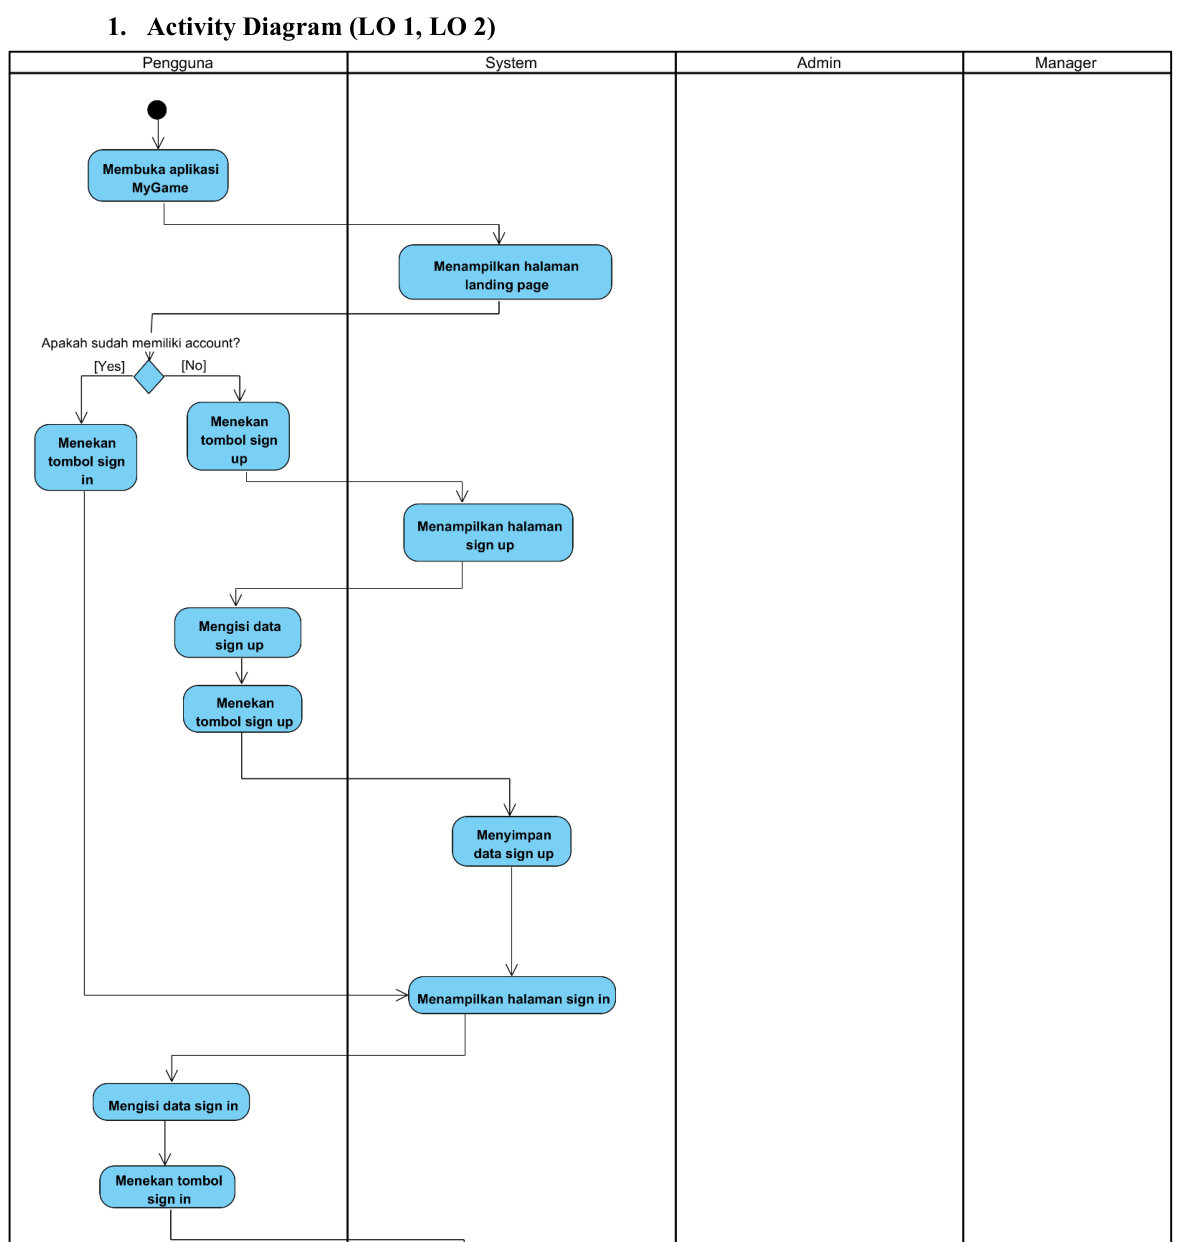 1. Activity Diagram (LO 1, LO 2)
Pengguna
System
Admin
Manager
Membuka aplikasi
MyGame
Menampilkan halaman
landing page
Apakah sudah memiliki account?
[Yes]
[No]
Menekan
tombol sign
up
Menekan
tombol sign
in
Menampilkan halaman
sign up
Mengisi data
sign up
Menekan
tombol sign up
Menyimpan
data sign up
Menampilkan halaman sign in
Mengisi data sign in
Menekan tombol
sign in